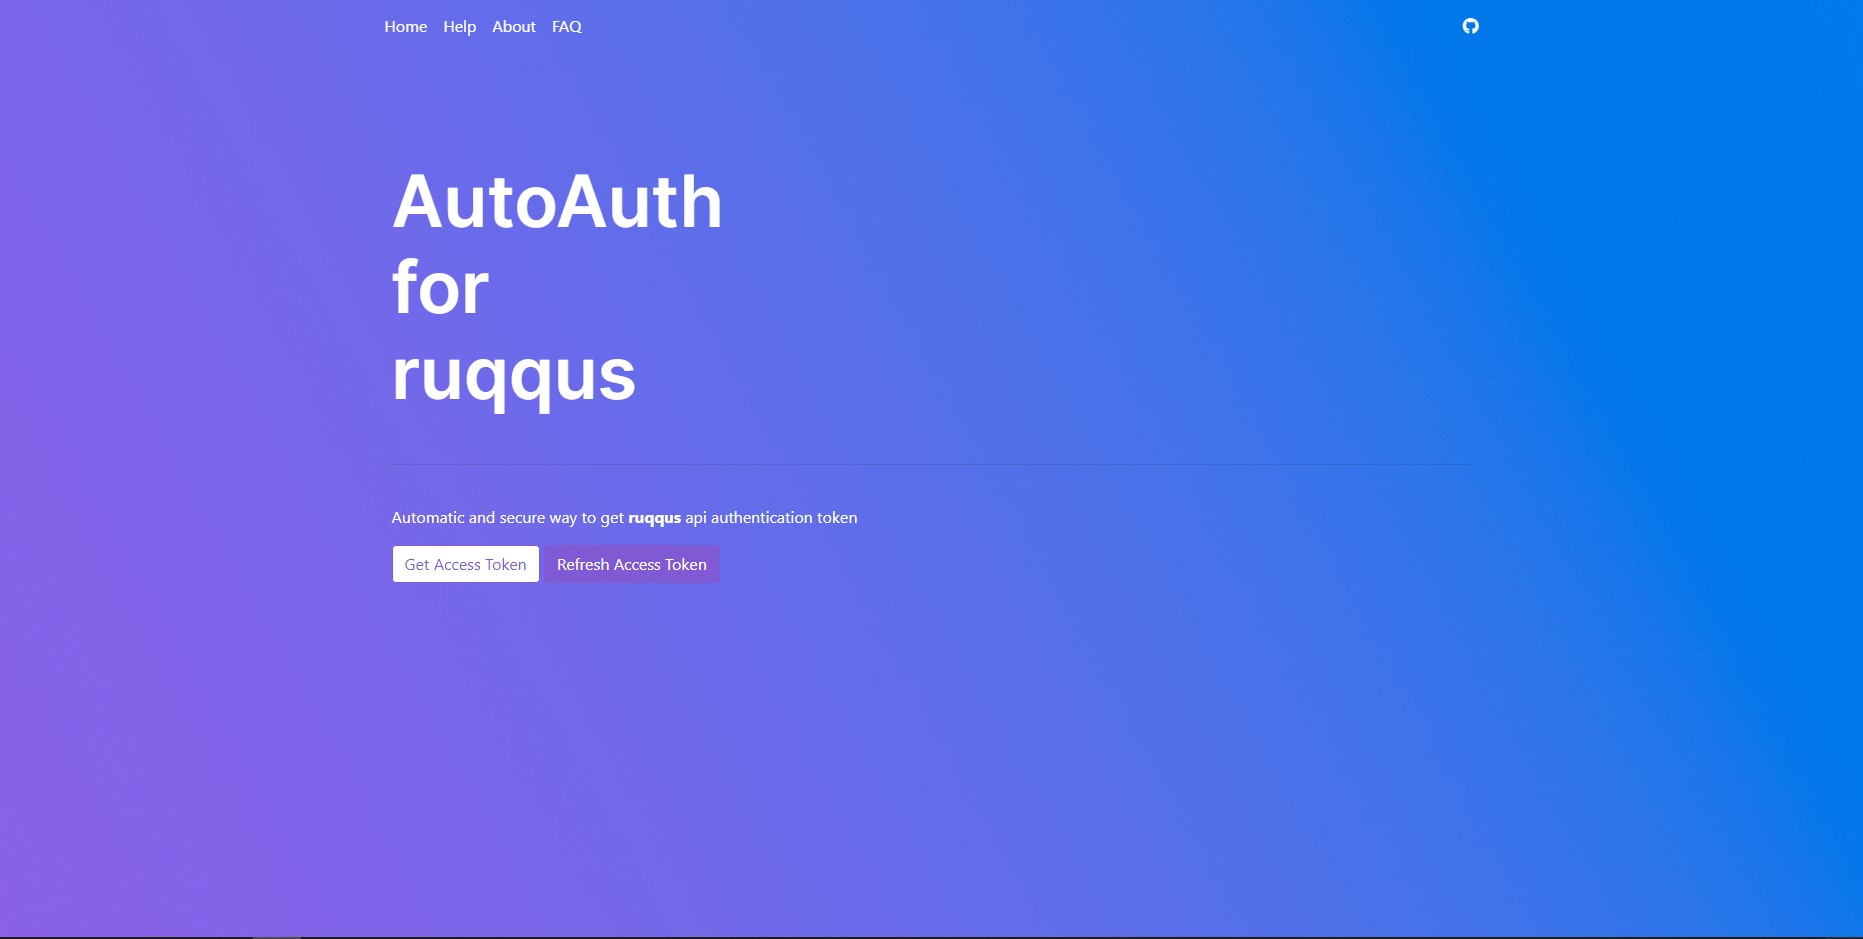 Home Help About FAQ
AutoAuth
for
ruqqus
Automatic and secure way to get ruqqus api authentication token
Get Access Token Refresh Access Token